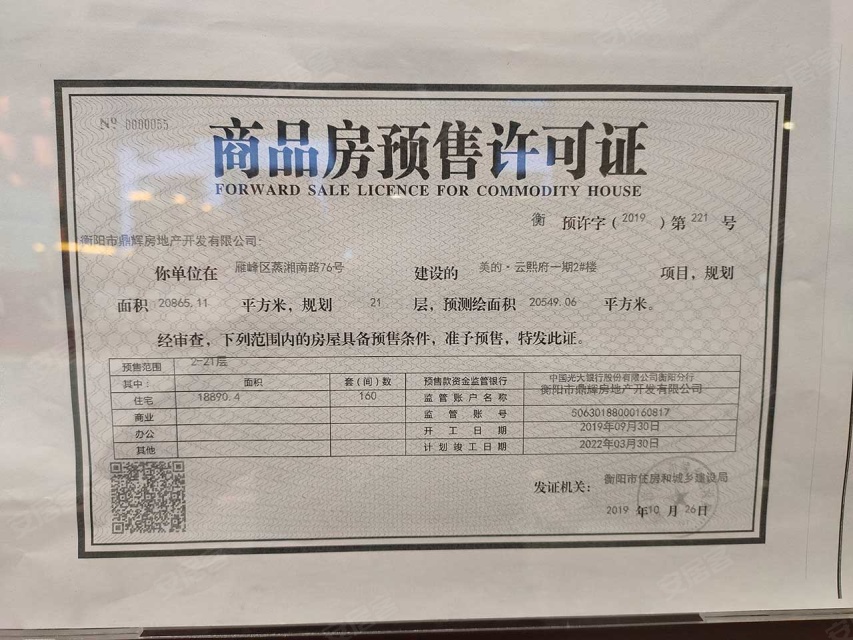 № 0000055
商品房预售许可证
FORWARD SALE LICENCE FOR COMMODITY HOUSE
衡 预许字（2019）第 221 号
衡阳市鼎辉房地产开发有限公司：
你单位在 雁峰区蒸湘南路76号 建设的 美的·云熙府一期2#楼 项目，规划
面积 20865.11 平方米，规划 21 层，预测绘面积 20549.06 平方米。
经审查，下列范围内的房屋具备预售条件，准予预售，特发此证。
预售范围 2-21层
其中： 面积 套（间）数 预售款资金监管银行 中国光大银行股份有限公司衡阳分行
住宅 18890.4 160 监管账户名称 衡阳市鼎辉房地产开发有限公司
商业 监管账号 50630188000160817
办公 开工日期 2019年09月30日
其他 计划竣工日期 2022年03月30日
发证机关： 衡阳市住房和城乡建设局
2019 年10 月 26日
安居客